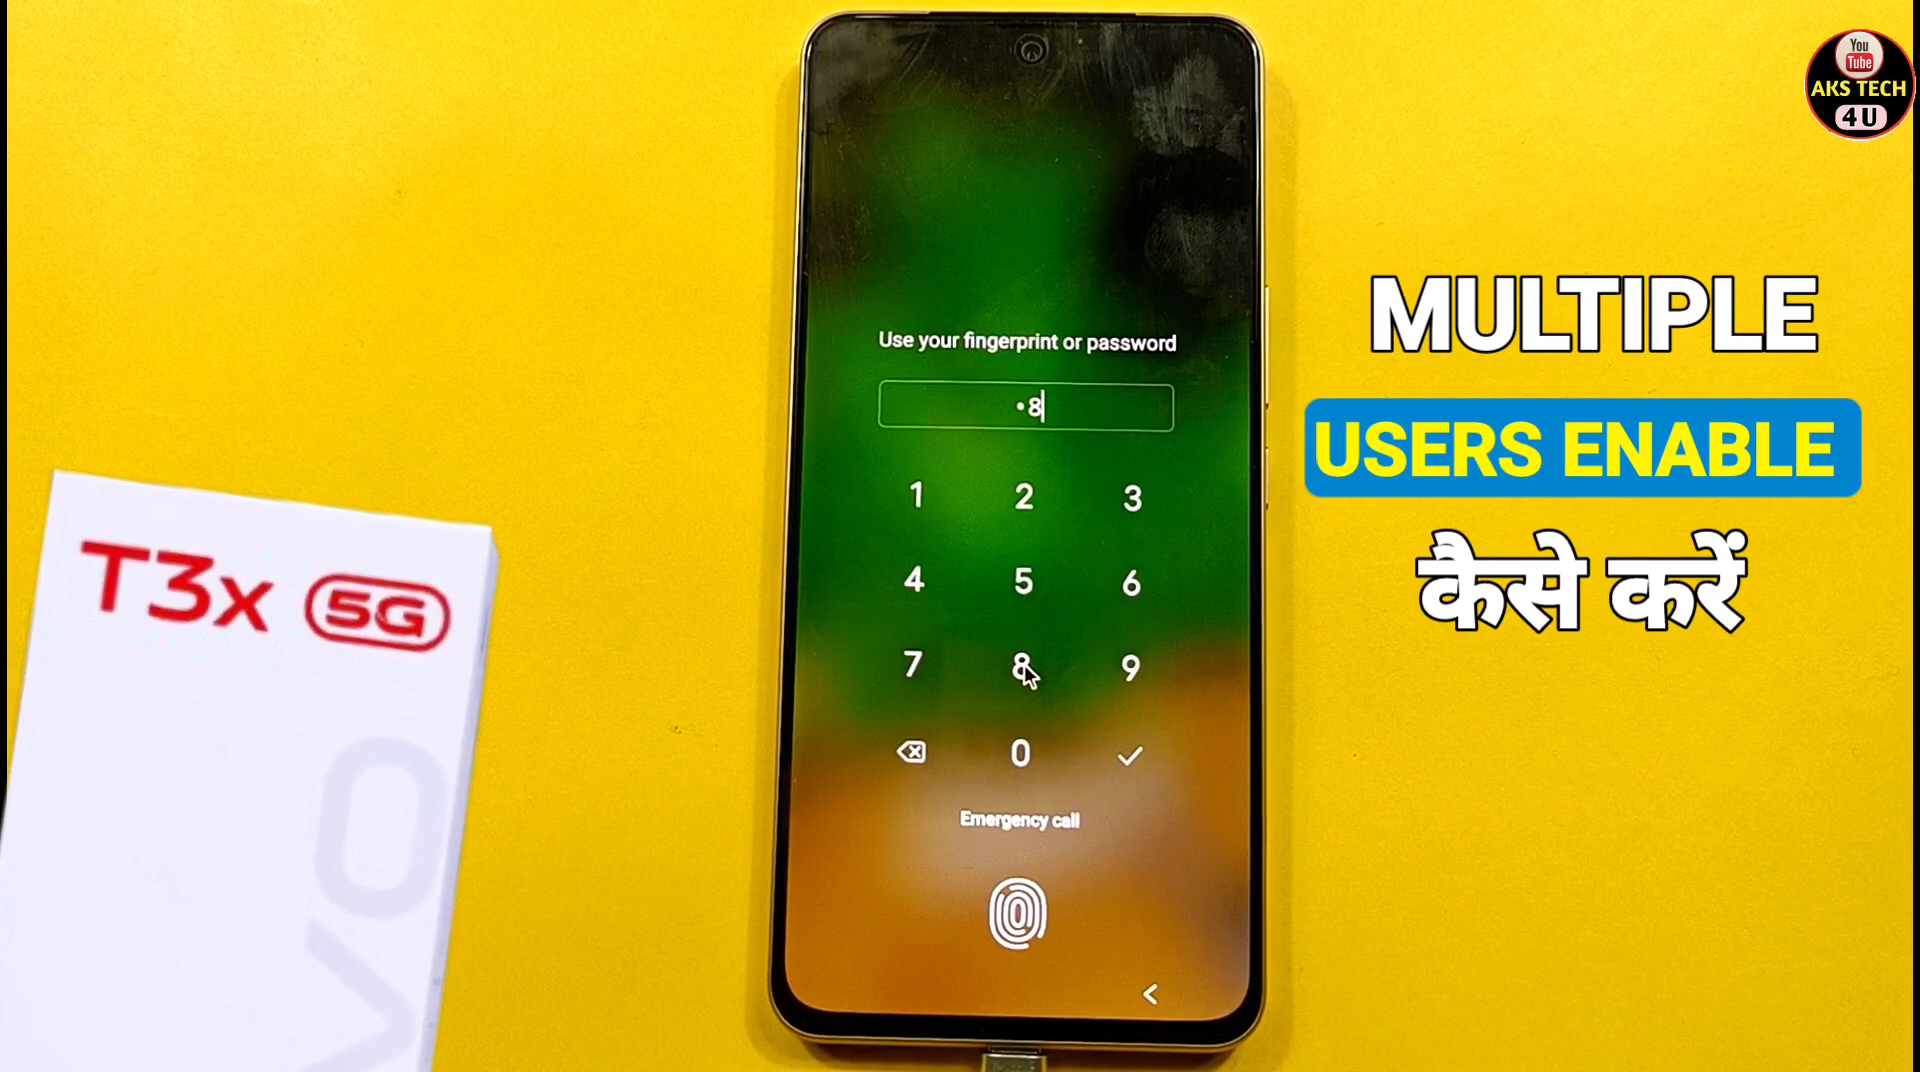 You
Tube
AKS TECH
4U
MULTIPLE
USERS ENABLE
कैसे करें
Use your fingerprint or password
•8
1 2 3
4 5 6
7 8 9
0
Emergency call
T3x 5G
VO